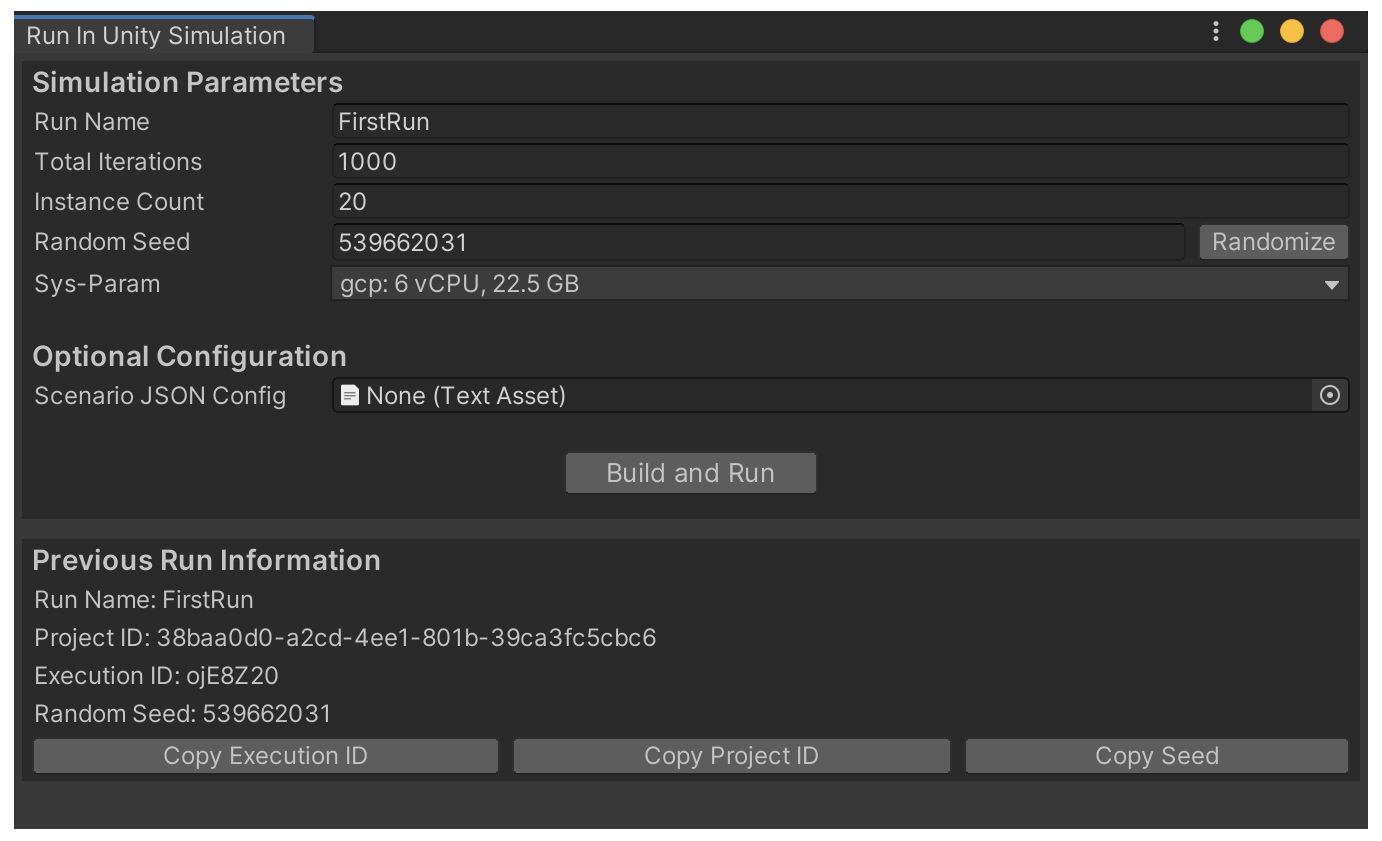 Run In Unity Simulation
Simulation Parameters
Run Name FirstRun
Total Iterations 1000
Instance Count 20
Random Seed 539662031 Randomize
Sys-Param gcp: 6 vCPU, 22.5 GB
Optional Configuration
Scenario JSON Config None (Text Asset)
Build and Run
Previous Run Information
Run Name: FirstRun
Project ID: 38baa0d0-a2cd-4ee1-801b-39ca3fc5cbc6
Execution ID: ojE8Z20
Random Seed: 539662031
Copy Execution ID Copy Project ID Copy Seed